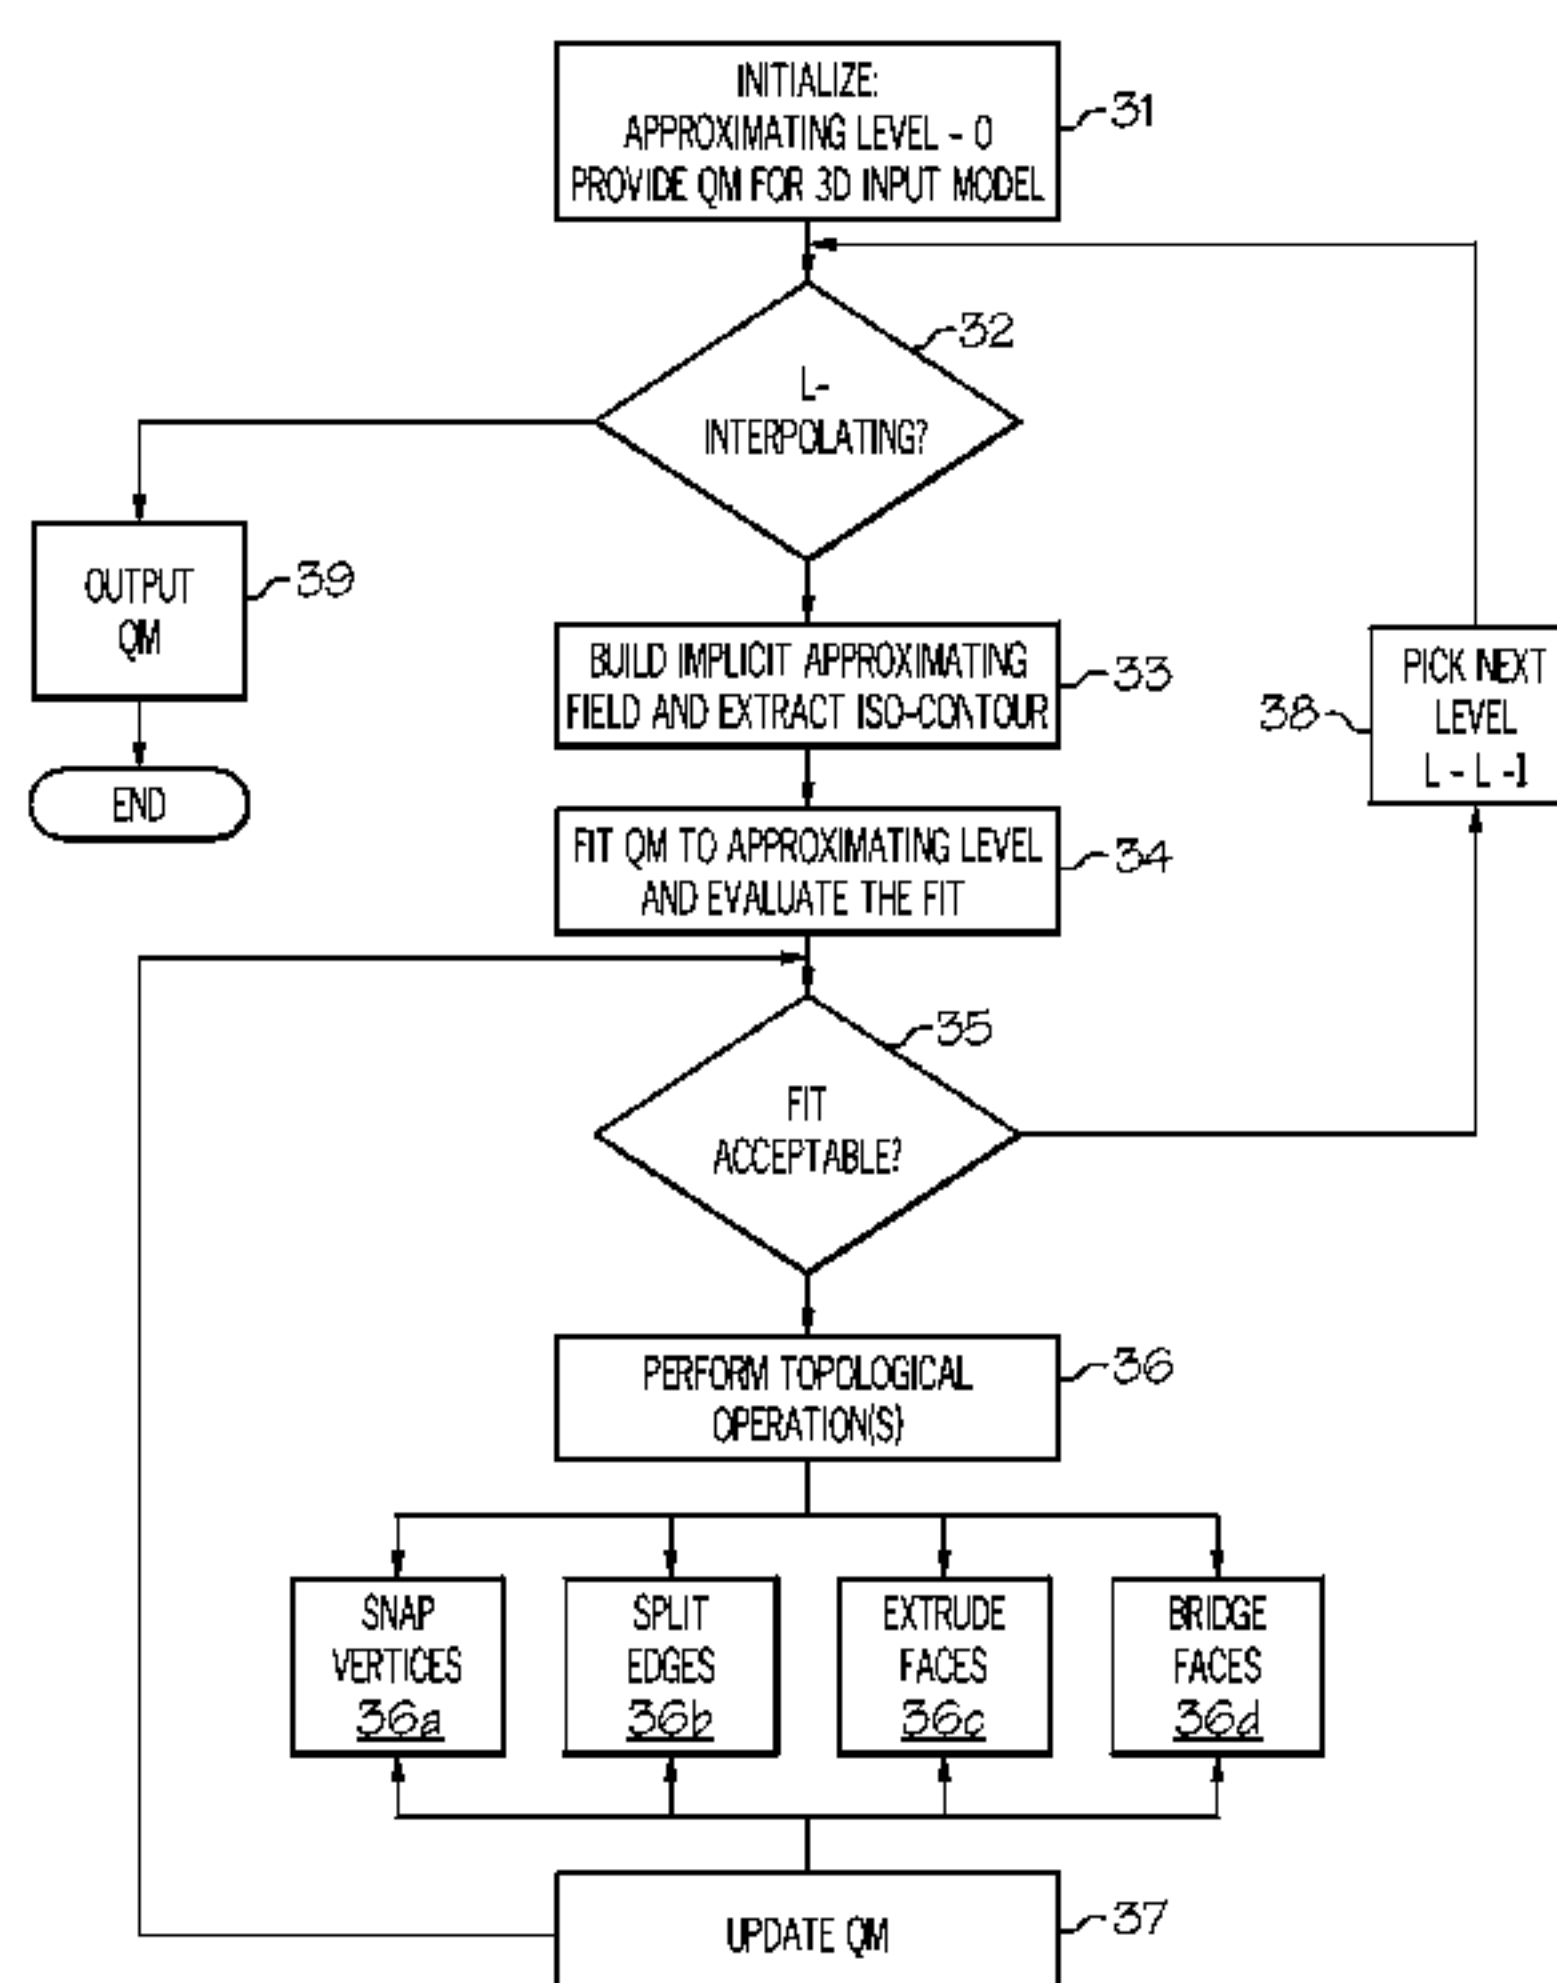 INITIALIZE:
APPROXIMATING LEVEL - 0
PROVIDE QM FOR 3D INPUT MODEL
31
32
L-
INTERPOLATING?
OUTPUT
QM
39
END
BUILD IMPLICIT APPROXIMATING
FIELD AND EXTRACT ISO-CONTOUR
33
PICK NEXT
LEVEL
L - L -1
38
FIT QM TO APPROXIMATING LEVEL
AND EVALUATE THE FIT
34
35
FIT
ACCEPTABLE?
PERFORM TOPOLOGICAL
OPERATION(S)
36
SNAP
VERTICES
36a
SPLIT
EDGES
36b
EXTRUDE
FACES
36c
BRIDGE
FACES
36d
UPDATE QM
37